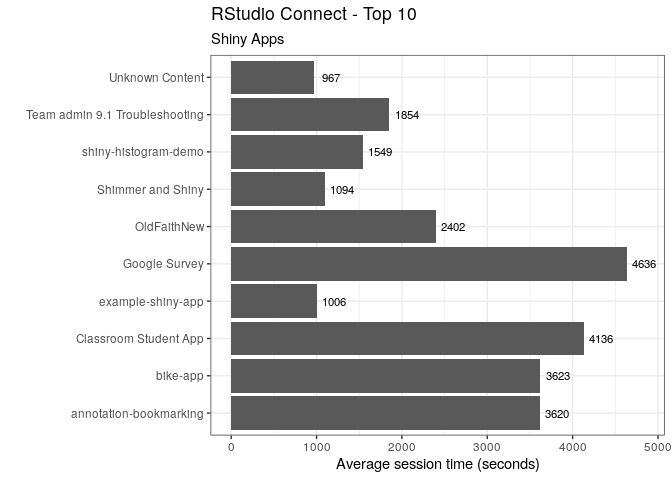 RStudio Connect - Top 10
Shiny Apps
Unknown Content 967
Team admin 9.1 Troubleshooting 1854
shiny-histogram-demo 1549
Shimmer and Shiny 1094
OldFaithNew 2402
Google Survey 4636
example-shiny-app 1006
Classroom Student App 4136
bike-app 3623
annotation-bookmarking 3620
0 1000 2000 3000 4000 5000
Average session time (seconds)